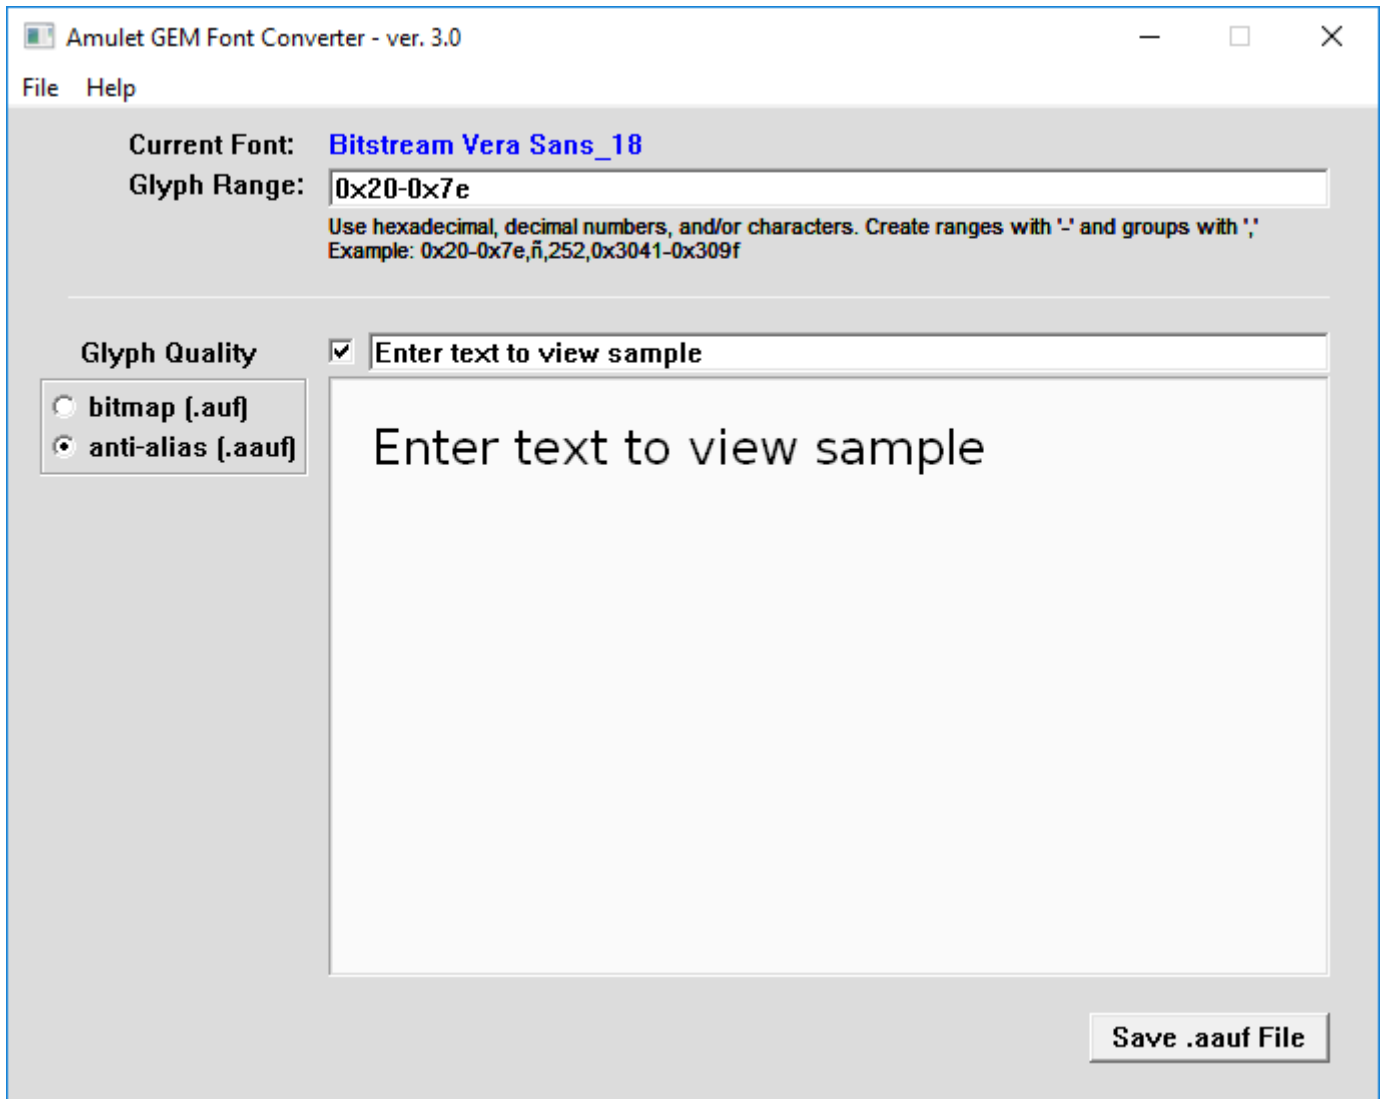 Amulet GEM Font Converter - ver. 3.0
File Help
Current Font: Bitstream Vera Sans_18
Glyph Range: 0x20-0x7e
Use hexadecimal, decimal numbers, and/or characters. Create ranges with '-' and groups with ','
Example: 0x20-0x7e,ñ,252,0x3041-0x309f
Glyph Quality Enter text to view sample
bitmap (.auf)
anti-alias (.aauf)
Enter text to view sample
Save .aauf File